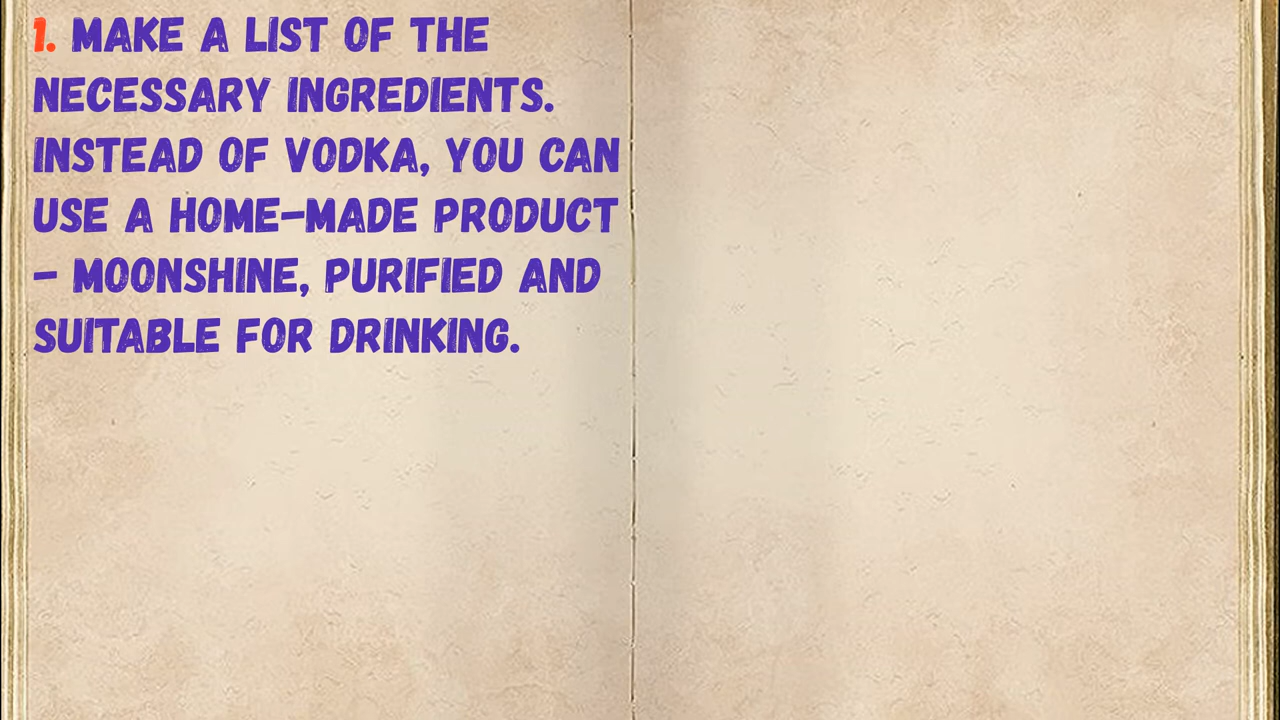 1. MAKE A LIST OF THE
NECESSARY INGREDIENTS.
INSTEAD OF VODKA, YOU CAN
USE A HOME-MADE PRODUCT
- MOONSHINE, PURIFIED AND
SUITABLE FOR DRINKING.